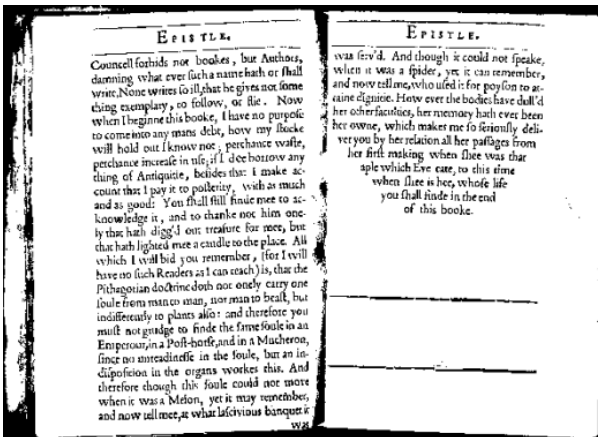 EPISTLE.
Councell forbids not bookes, but Authors,
damning what ever such a name hath or shall
write. None writes so ill, that he gives not some
thing exemplary, to follow, or flie. Now
when I beginne this booke, I have no purpose
to come into any mans debt, how my stocke
will hold out I know not; perchance waste,
perchance increase in use; if I doe borrow any
thing of Antiquitie, besides that I make ac-
count that I pay it to posterity, with as much
and as good: You shall still finde mee to ac-
knowledge it, and to thanke not him one-
ly that hath digg'd out treasure for mee, but
that hath lighted mee a candle to the place. All
which I will bid you remember, (for I will
have no such Readers as I can teach) is, that the
Pithagorian doctrine doth not onely carry one
soule from man to man, nor man to beast, but
indifferently to plants also: and therefore you
must not grudge to finde the same soule in an
Emperour, in a Post-horse, and in a Mucheron,
since no unreadinesse in the soule, but an in-
disposicion in the organs workes this. And
therefore though this soule could not move
when it was a Melon, yet it may remember,
and now tell mee, at what lascivious banquet it
was
EPISTLE.
was serv'd. And though it could not speake,
when it was a spider, yet it can remember,
and now tell me, who used it for poyson to at-
taine dignitie. How ever the bodies have dull'd
her other faculties, her memory hath ever been
her owne, which makes me so seriously deli-
ver you by her relation all her passages from
her first making when shee was that
aple which Eve eate, to this time
when shee is hee, whose life
you shall finde in the end
of this booke.